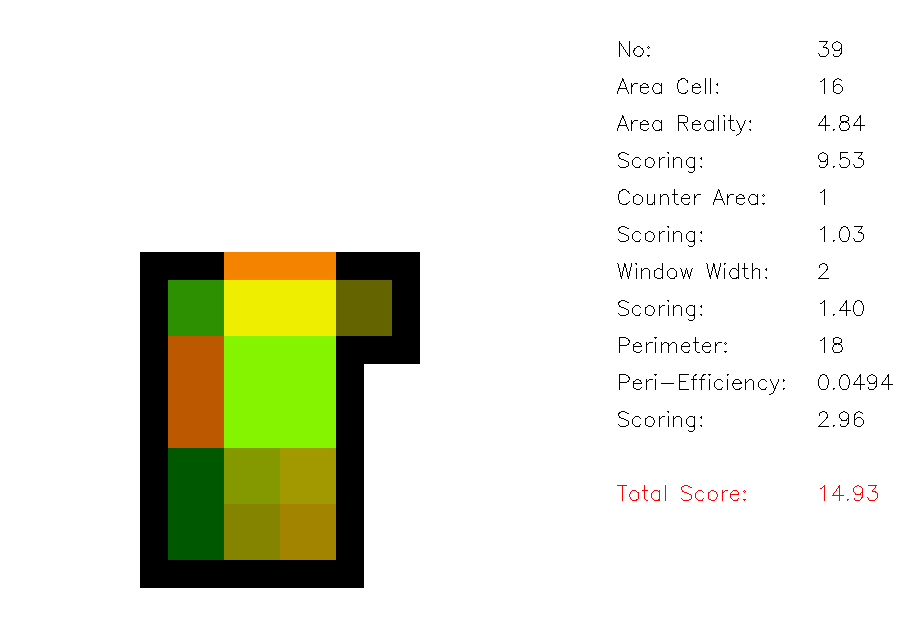 No: 39
Area Cell: 16
Area Reality: 4.84
Scoring: 9.53
Counter Area: 1
Scoring: 1.03
Window Width: 2
Scoring: 1.40
Perimeter: 18
Peri-Efficiency: 0.0494
Scoring: 2.96
Total Score: 14.93